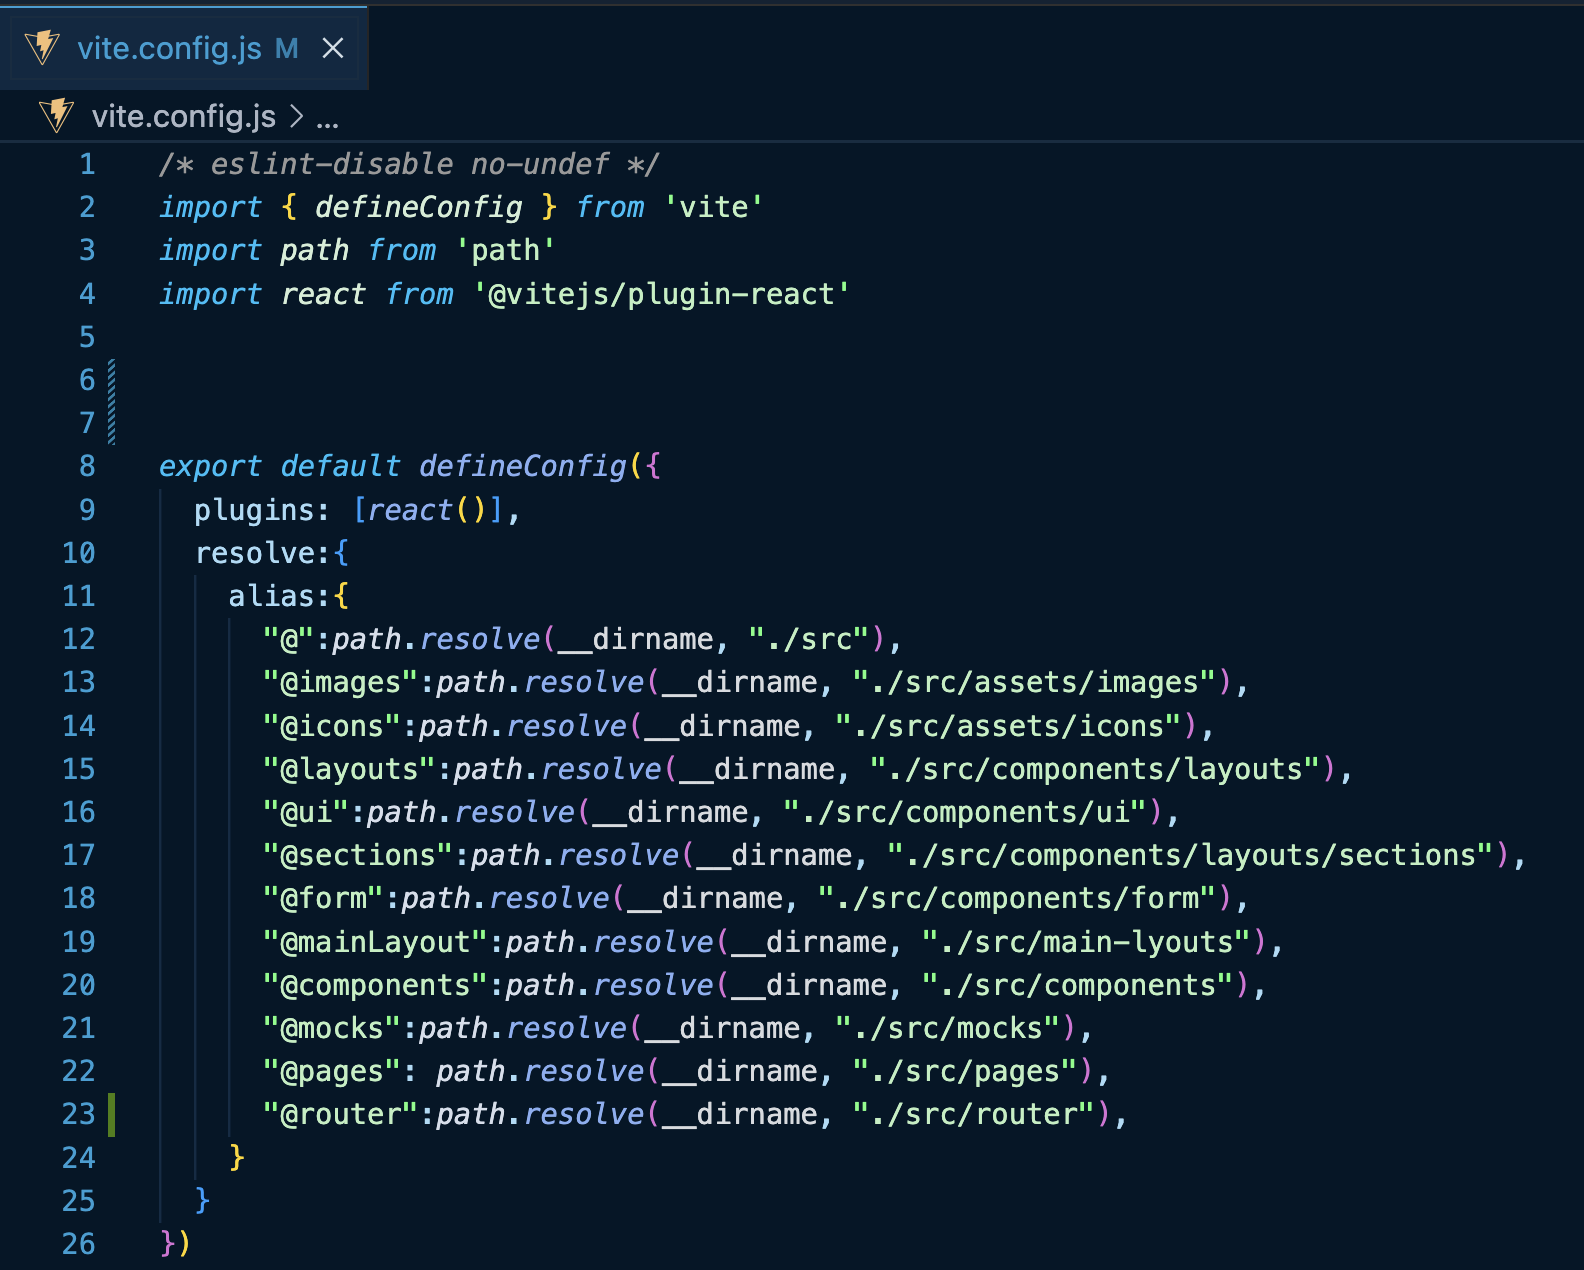 vite.config.js M
vite.config.js > ...
1 /* eslint-disable no-undef */
2 import { defineConfig } from 'vite'
3 import path from 'path'
4 import react from '@vitejs/plugin-react'
5
6
7
8 export default defineConfig({
9   plugins: [react()],
10   resolve:{
11     alias:{
12       "@":path.resolve(__dirname, "./src"),
13       "@images":path.resolve(__dirname, "./src/assets/images"),
14       "@icons":path.resolve(__dirname, "./src/assets/icons"),
15       "@layouts":path.resolve(__dirname, "./src/components/layouts"),
16       "@ui":path.resolve(__dirname, "./src/components/ui"),
17       "@sections":path.resolve(__dirname, "./src/components/layouts/sections"),
18       "@form":path.resolve(__dirname, "./src/components/form"),
19       "@mainLayout":path.resolve(__dirname, "./src/main-lyouts"),
20       "@components":path.resolve(__dirname, "./src/components"),
21       "@mocks":path.resolve(__dirname, "./src/mocks"),
22       "@pages": path.resolve(__dirname, "./src/pages"),
23       "@router":path.resolve(__dirname, "./src/router"),
24     }
25   }
26 })